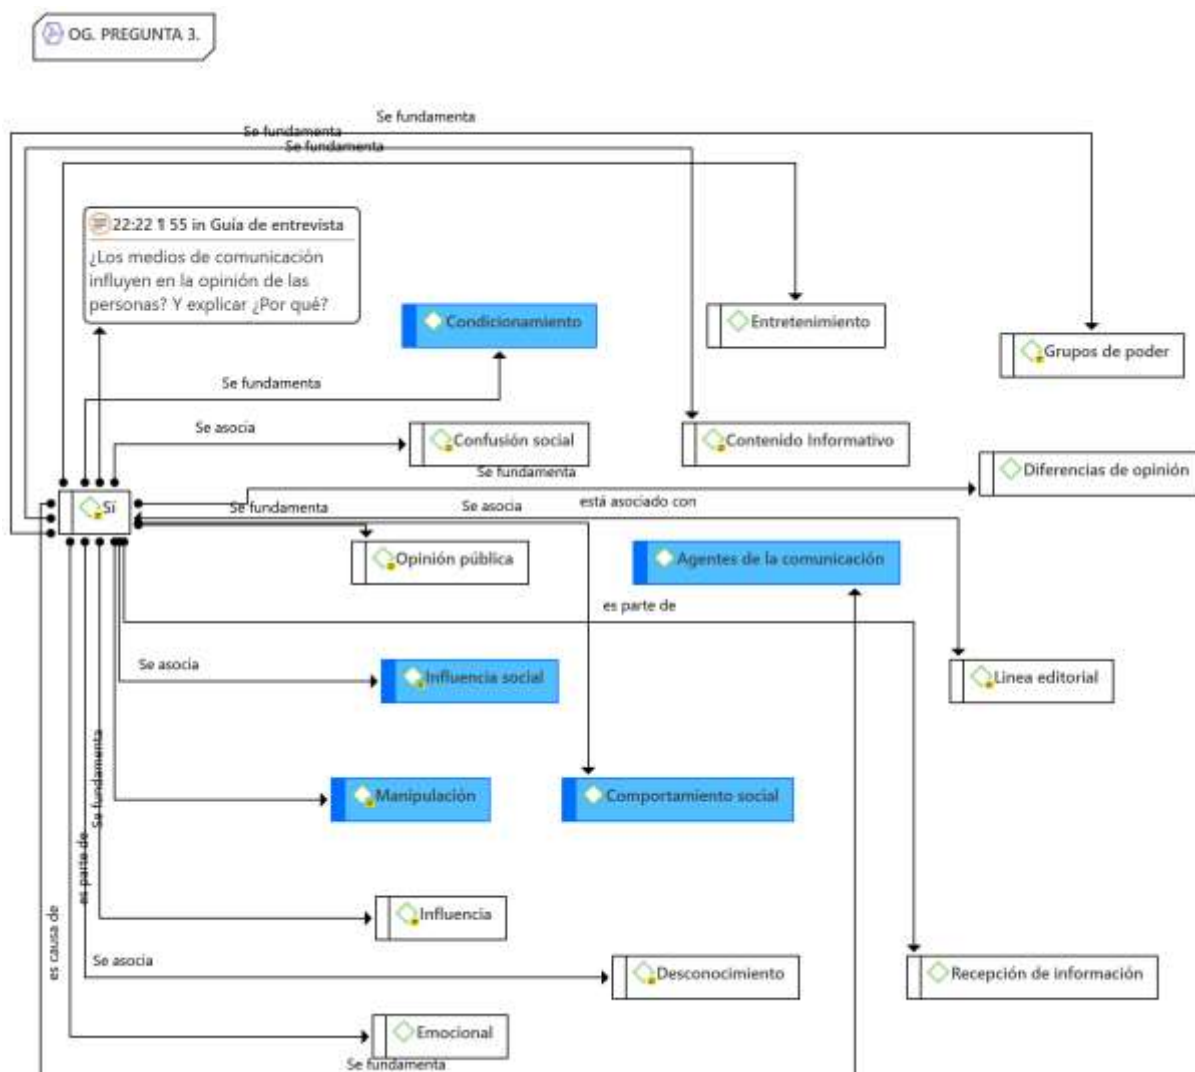 OG. PREGUNTA 3.
Se fundamenta
Se fundamenta
Se fundamenta
22:22 ¶ 55 in Guía de entrevista
¿Los medios de comunicación
influyen en la opinión de las
personas? Y explicar ¿Por qué?
Condicionamiento
Entretenimiento
Grupos de poder
Se fundamenta
Se asocia
Confusión social
Contenido Informativo
Se fundamenta
Diferencias de opinión
Sí
Se fundamenta
Se asocia
está asociado con
Opinión pública
Agentes de la comunicación
es parte de
Se asocia
Influencia social
Linea editorial
Se fundamenta
Manipulación
Comportamiento social
es parte de
Influencia
es causa de
Se asocia
Desconocimiento
Recepción de información
Emocional
Se fundamenta